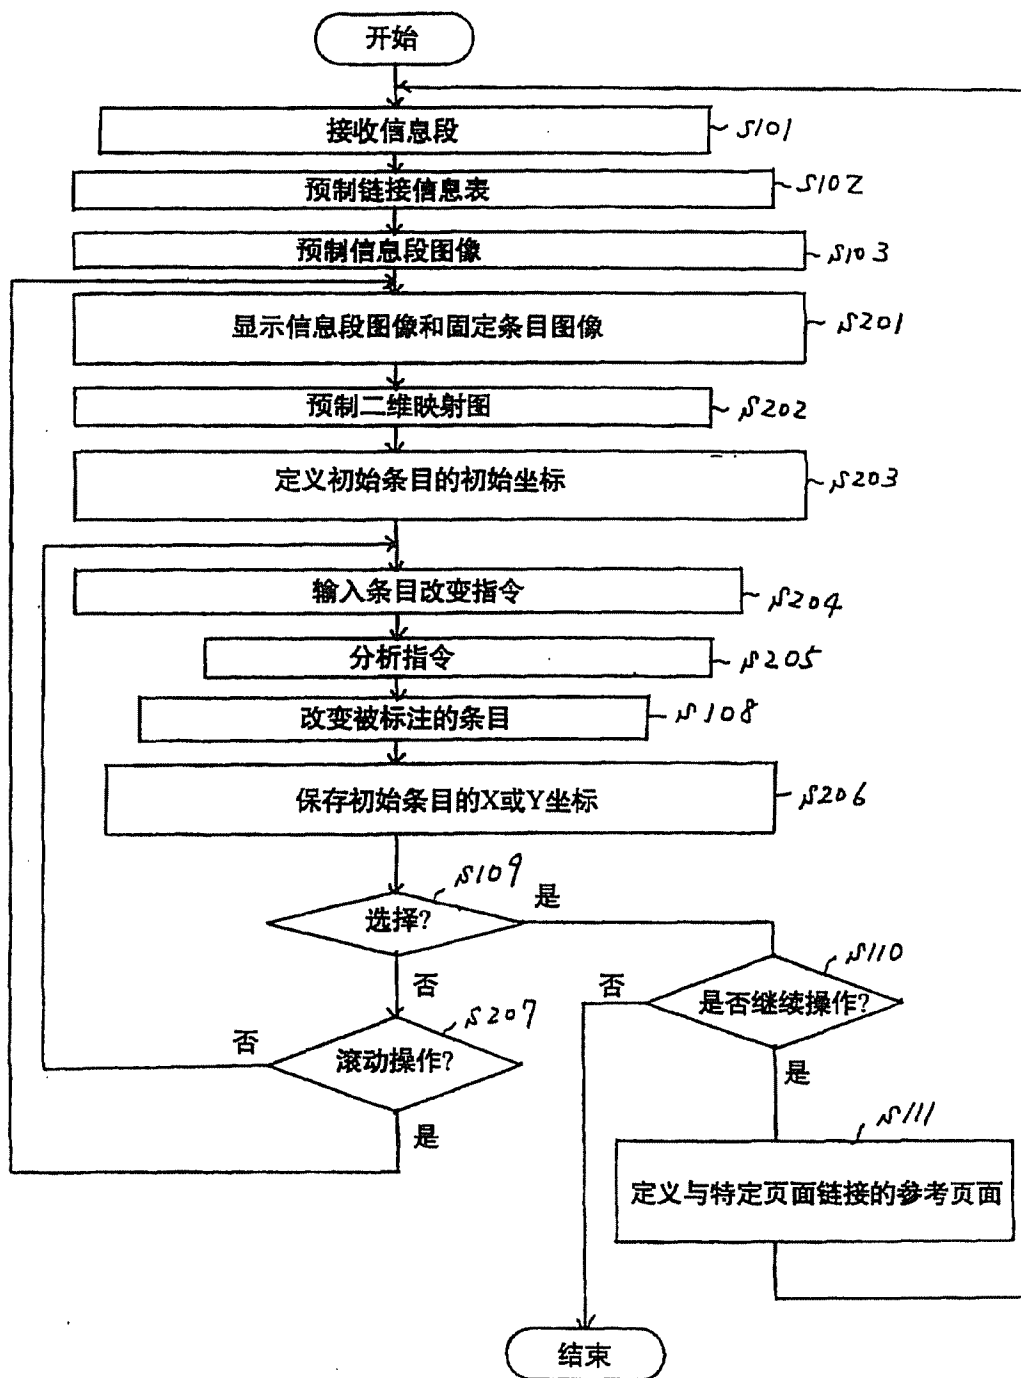 开始
接收信息段
S101
预制链接信息表
S102
预制信息段图像
S103
显示信息段图像和固定条目图像
S201
预制二维映射图
S202
定义初始条目的初始坐标
S203
输入条目改变指令
S204
分析指令
S205
改变被标注的条目
S108
保存初始条目的X或Y坐标
S206
S109
选择?
是
否
S110
是否继续操作?
否
是
S207
滚动操作?
否
是
S111
定义与特定页面链接的参考页面
结束